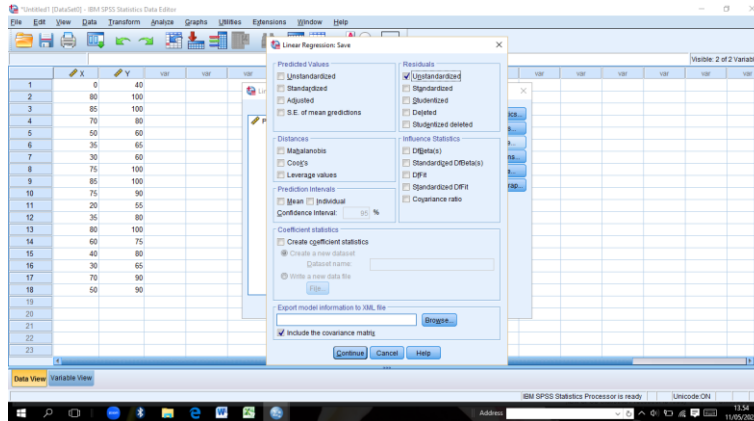 *Untitled1 [DataSet0] - IBM SPSS Statistics Data Editor
File Edit View Data Transform Analyze Graphs Utilities Extensions Window Help
Visible: 2 of 2 Variabl
X Y var var var var var var var
1 0 40
2 80 100
3 85 100
4 70 80
5 50 60
6 35 65
7 30 60
8 75 100
9 85 100
10 75 90
11 20 55
12 35 80
13 80 100
14 60 75
15 40 80
16 30 65
17 70 90
18 50 90
19
20
21
22
23
Linear Regression: Save
Predicted Values
Unstandardized
Standardized
Adjusted
S.E. of mean predictions
Residuals
Unstandardized
Standardized
Studentized
Deleted
Studentized deleted
Distances
Mahalanobis
Cook's
Leverage values
Influence Statistics
DfBeta(s)
Standardized DfBeta(s)
DfFit
Standardized DfFit
Covariance ratio
Prediction Intervals
Mean Individual
Confidence Interval: 95 %
Coefficient statistics
Create coefficient statistics
Create a new dataset
Dataset name:
Write a new data file
File...
Export model information to XML file
Browse...
Include the covariance matrix
Continue Cancel Help
Data View Variable View
IBM SPSS Statistics Processor is ready Unicode:ON
Address
13.54
11/05/202